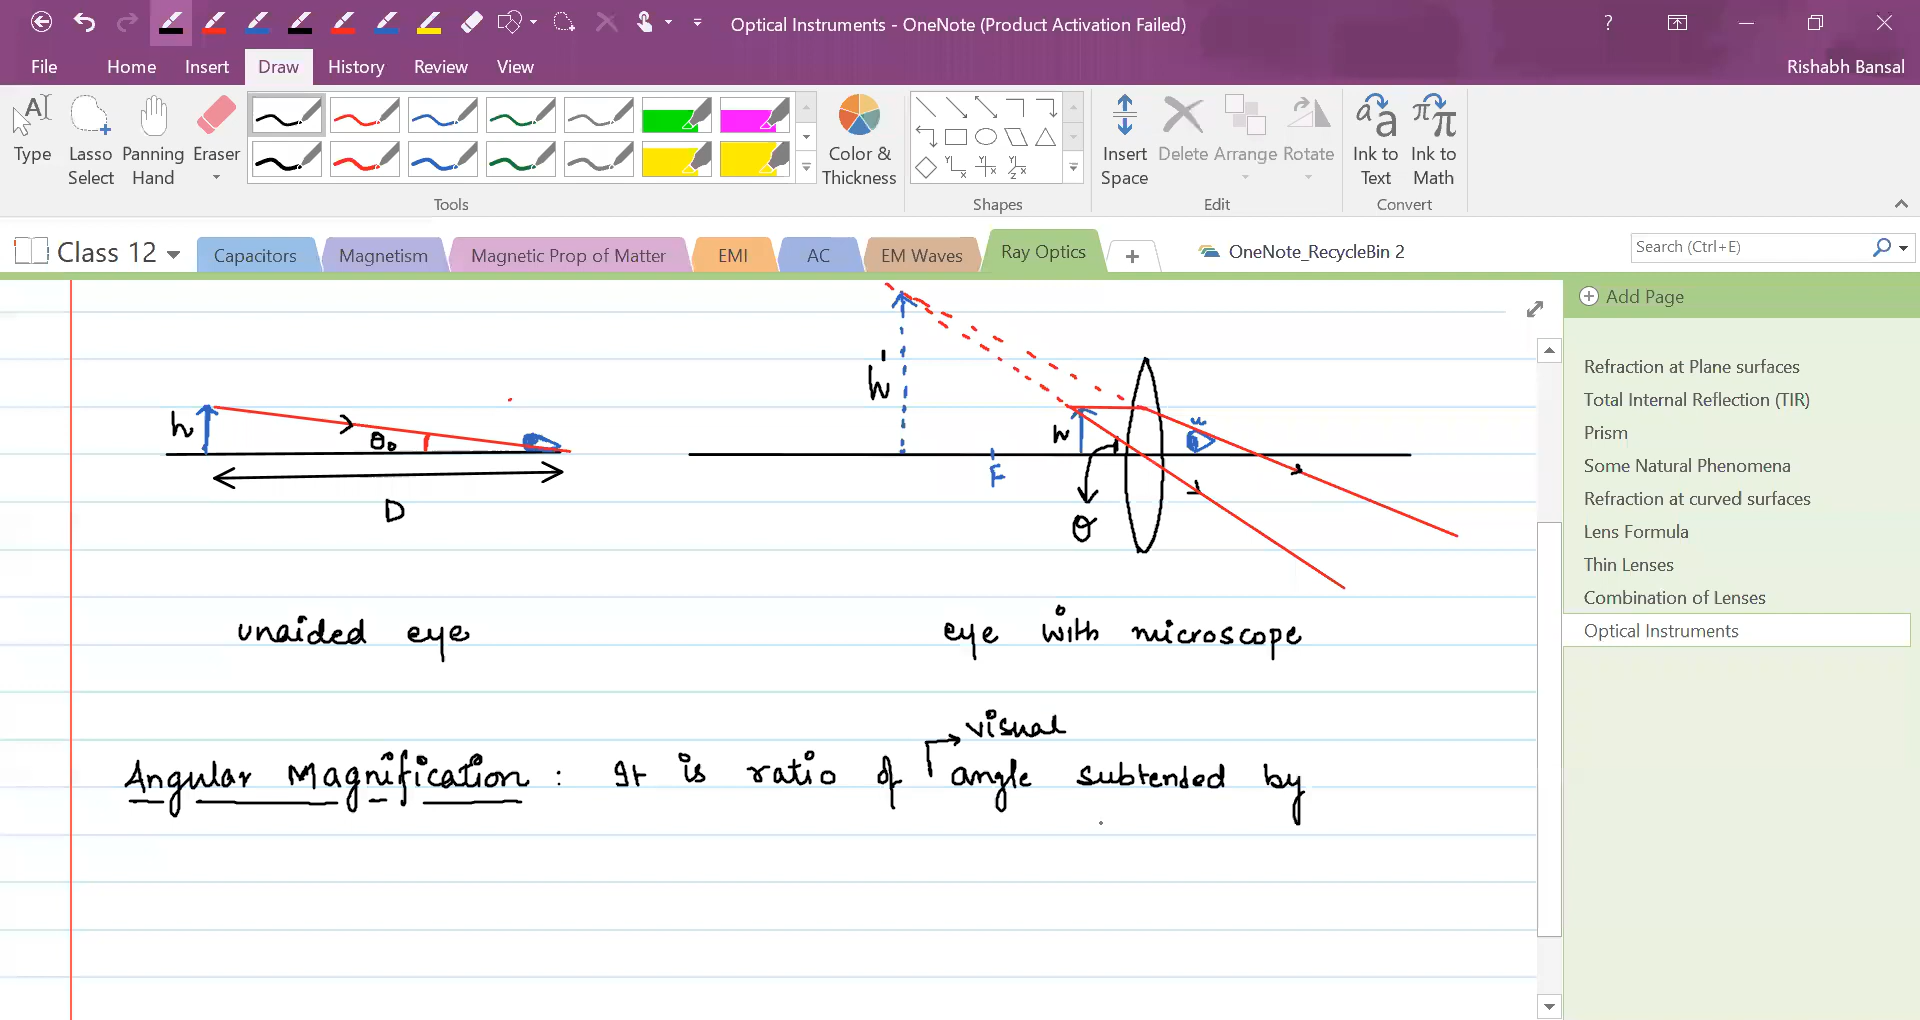 Optical Instruments - OneNote (Product Activation Failed)
?
File Home Insert Draw History Review View
Rishabh Bansal
Type
Lasso Select
Panning Hand
Eraser
Tools
Color & Thickness
Shapes
Insert Space
Delete Arrange Rotate
Edit
Ink to Text
Ink to Math
Convert
Class 12
Capacitors Magnetism Magnetic Prop of Matter EMI AC EM Waves Ray Optics
OneNote_RecycleBin 2
Search (Ctrl+E)
Add Page
Refraction at Plane surfaces
Total Internal Reflection (TIR)
Prism
Some Natural Phenomena
Refraction at curved surfaces
Lens Formula
Thin Lenses
Combination of Lenses
Optical Instruments
h'
h θ₀
D
h
F
θ
unaided eye
eye with microscope
visual
Angular Magnification : It is ratio of angle subtended by